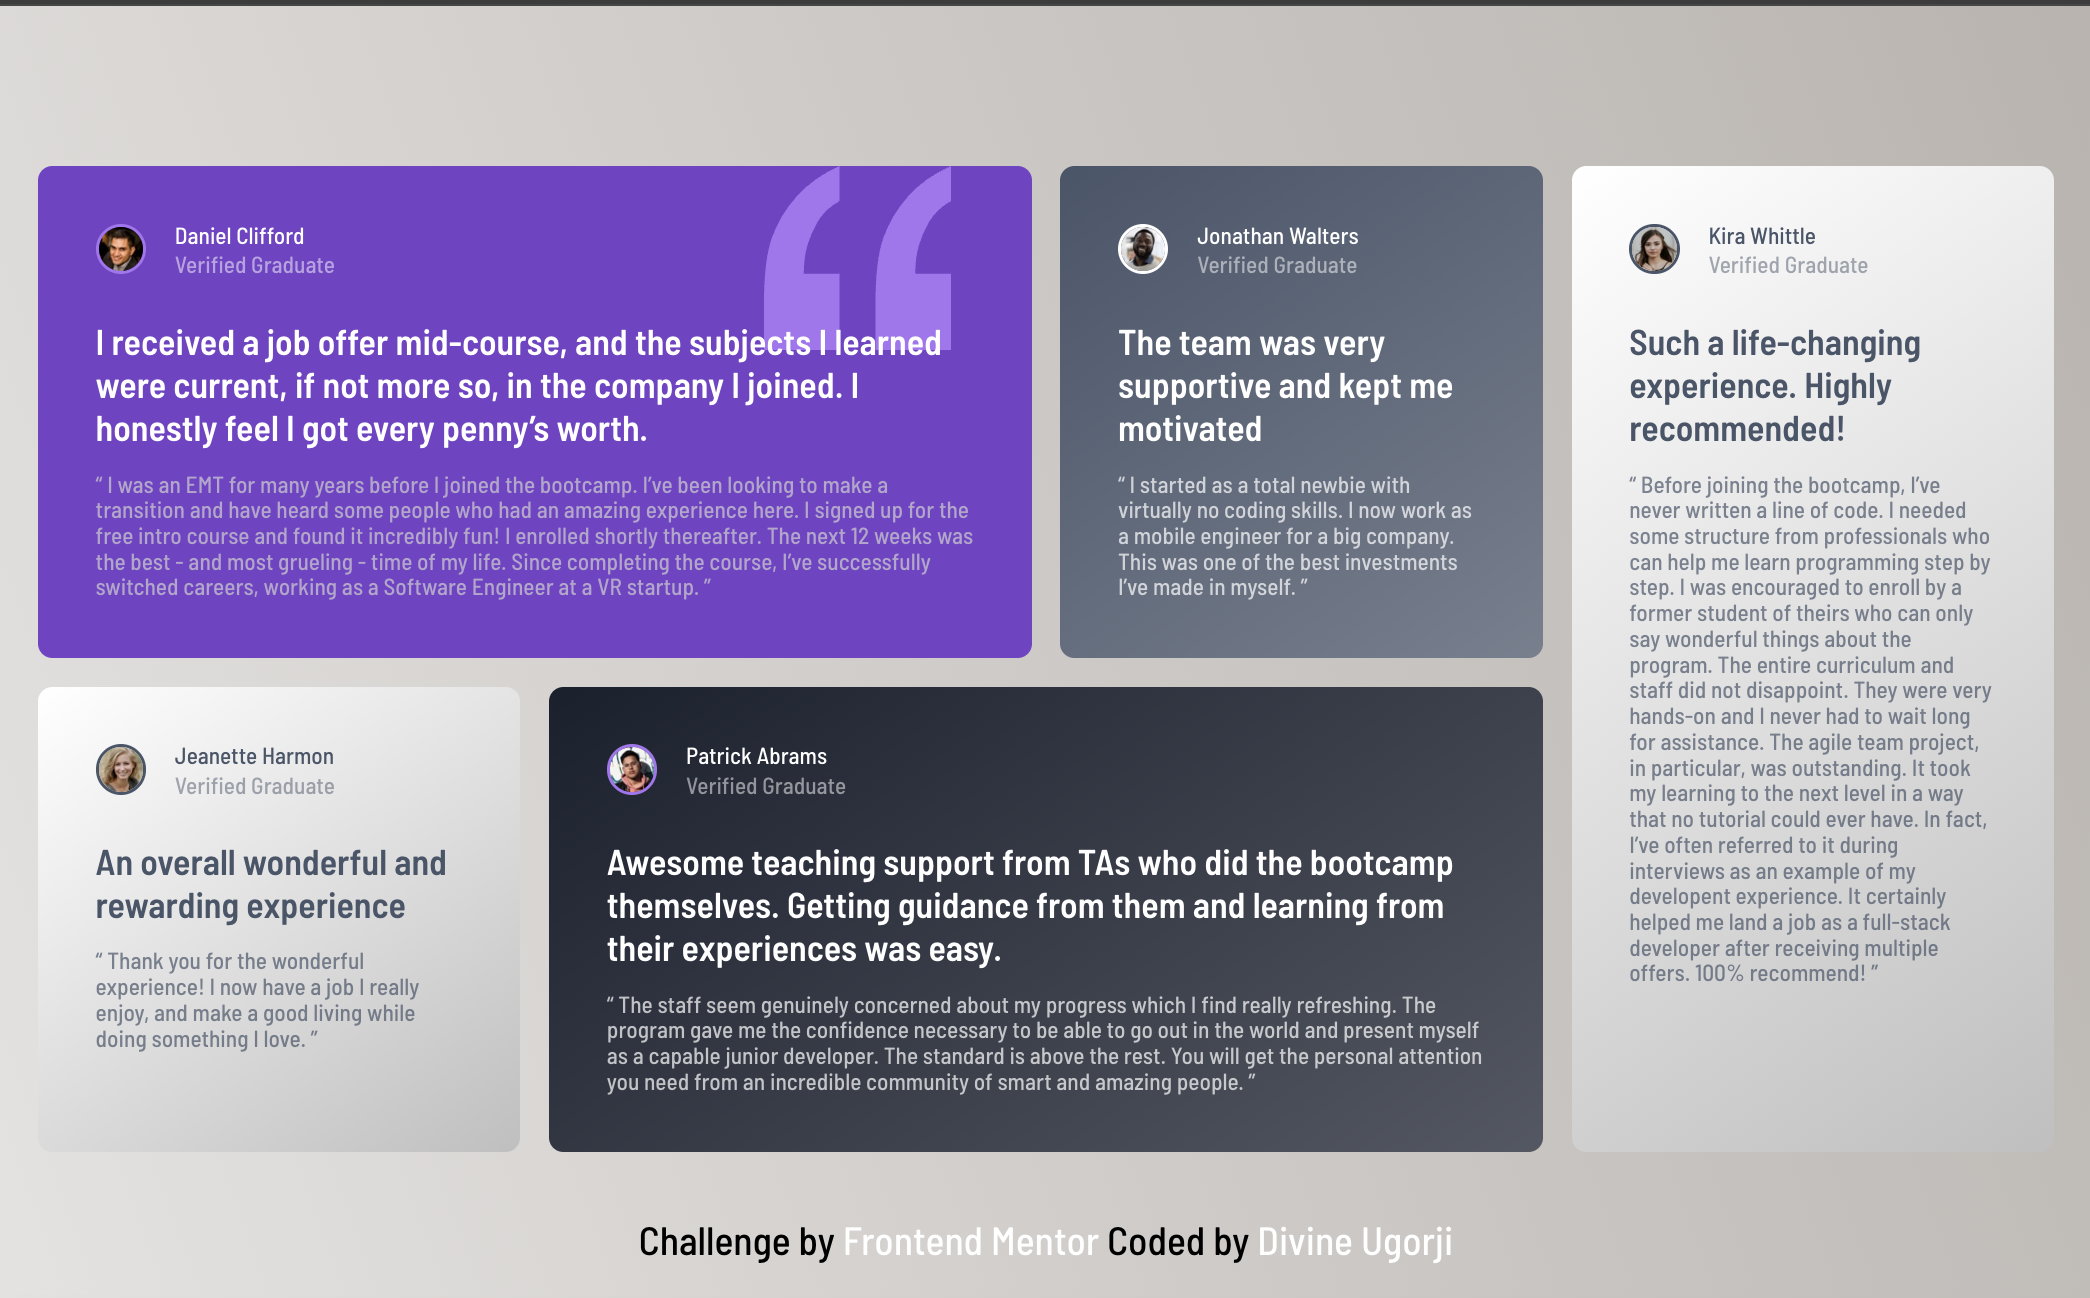 Daniel Clifford
Verified Graduate
I received a job offer mid-course, and the subjects I learned
were current, if not more so, in the company I joined. I
honestly feel I got every penny’s worth.
“ I was an EMT for many years before I joined the bootcamp. I’ve been looking to make a
transition and have heard some people who had an amazing experience here. I signed up for the
free intro course and found it incredibly fun! I enrolled shortly thereafter. The next 12 weeks was
the best - and most grueling - time of my life. Since completing the course, I’ve successfully
switched careers, working as a Software Engineer at a VR startup. ”
Jonathan Walters
Verified Graduate
The team was very
supportive and kept me
motivated
“ I started as a total newbie with
virtually no coding skills. I now work as
a mobile engineer for a big company.
This was one of the best investments
I’ve made in myself. ”
Kira Whittle
Verified Graduate
Such a life-changing
experience. Highly
recommended!
“ Before joining the bootcamp, I’ve
never written a line of code. I needed
some structure from professionals who
can help me learn programming step by
step. I was encouraged to enroll by a
former student of theirs who can only
say wonderful things about the
program. The entire curriculum and
staff did not disappoint. They were very
hands-on and I never had to wait long
for assistance. The agile team project,
in particular, was outstanding. It took
my learning to the next level in a way
that no tutorial could ever have. In fact,
I’ve often referred to it during
interviews as an example of my
developent experience. It certainly
helped me land a job as a full-stack
developer after receiving multiple
offers. 100% recommend! ”
Jeanette Harmon
Verified Graduate
An overall wonderful and
rewarding experience
“ Thank you for the wonderful
experience! I now have a job I really
enjoy, and make a good living while
doing something I love. ”
Patrick Abrams
Verified Graduate
Awesome teaching support from TAs who did the bootcamp
themselves. Getting guidance from them and learning from
their experiences was easy.
“ The staff seem genuinely concerned about my progress which I find really refreshing. The
program gave me the confidence necessary to be able to go out in the world and present myself
as a capable junior developer. The standard is above the rest. You will get the personal attention
you need from an incredible community of smart and amazing people. ”
Challenge by Frontend Mentor Coded by Divine Ugorji